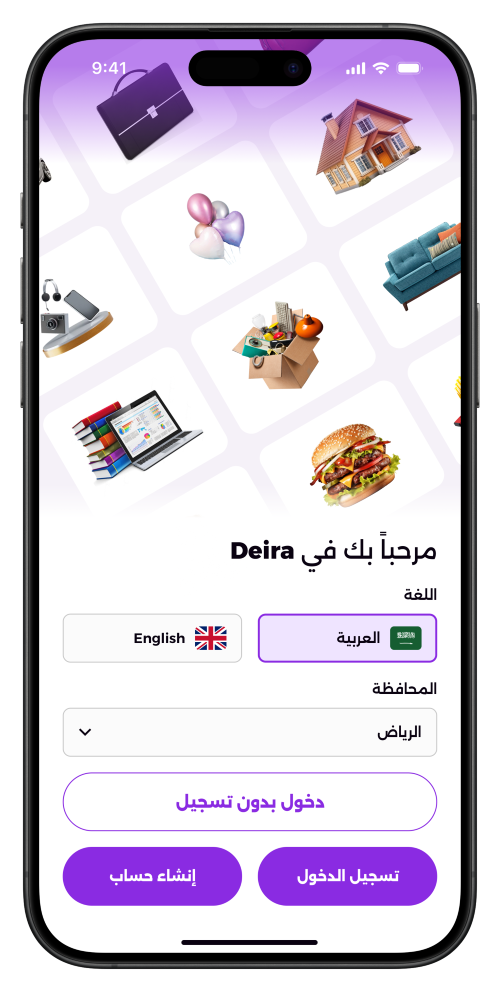 9:41
مرحباً بك في Deira
اللغة
العربية
English
المحافظة
الرياض
دخول بدون تسجيل
تسجيل الدخول
إنشاء حساب